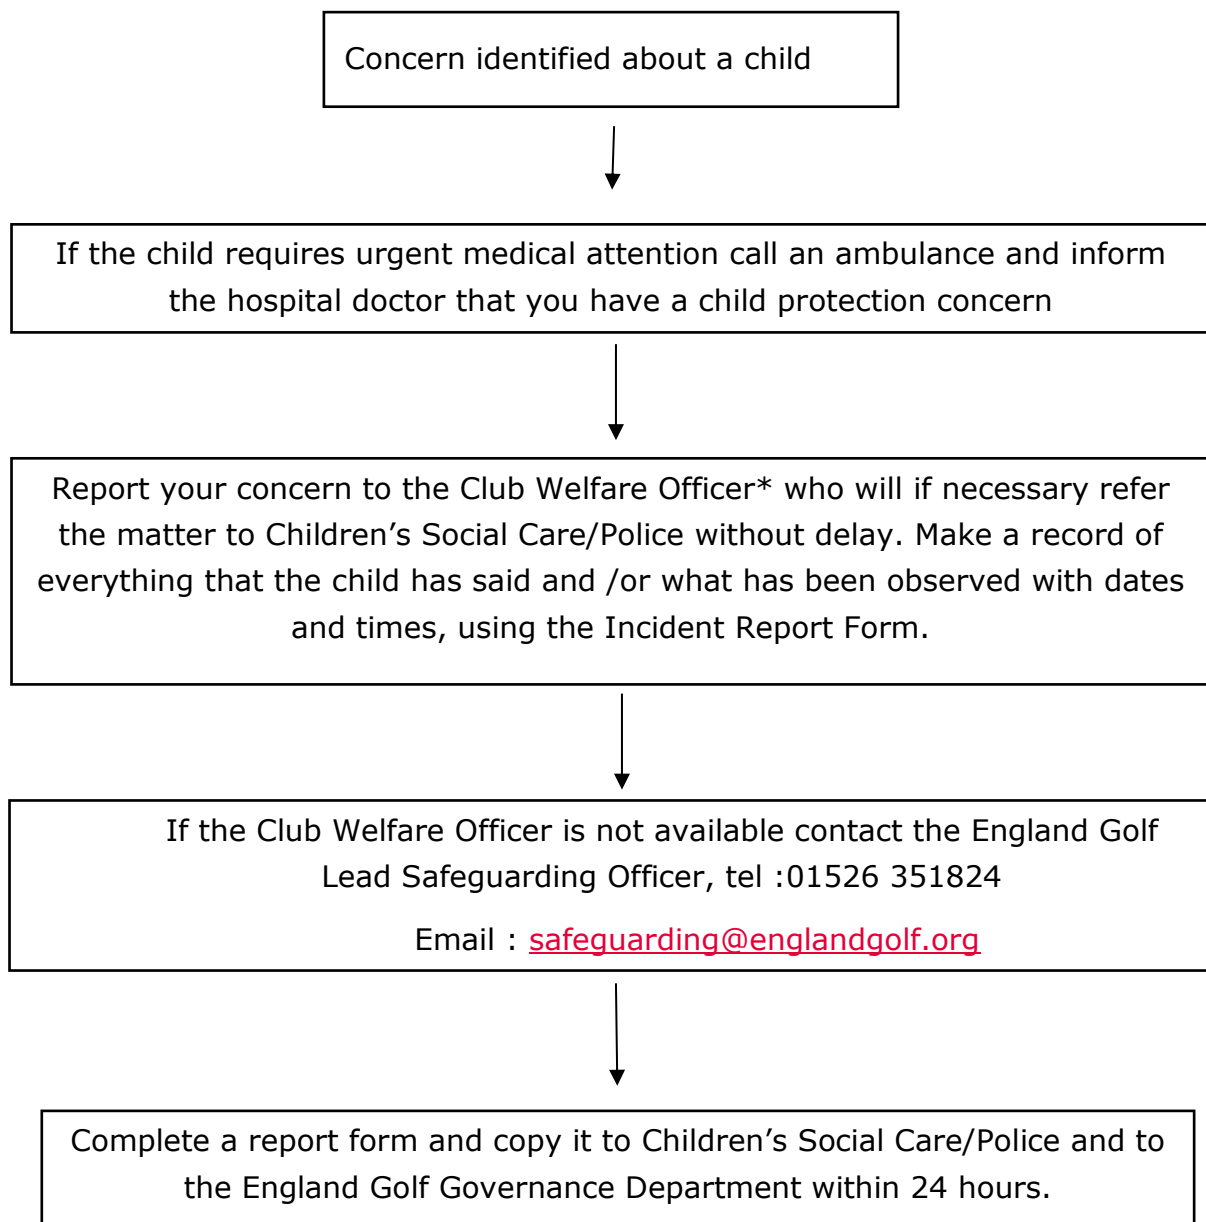 Concern identified about a child
If the child requires urgent medical attention call an ambulance and inform
the hospital doctor that you have a child protection concern
Report your concern to the Club Welfare Officer* who will if necessary refer
the matter to Children’s Social Care/Police without delay. Make a record of
everything that the child has said and /or what has been observed with dates
and times, using the Incident Report Form.
If the Club Welfare Officer is not available contact the England Golf
Lead Safeguarding Officer, tel :01526 351824
Email : safeguarding@englandgolf.org
Complete a report form and copy it to Children’s Social Care/Police and to
the England Golf Governance Department within 24 hours.